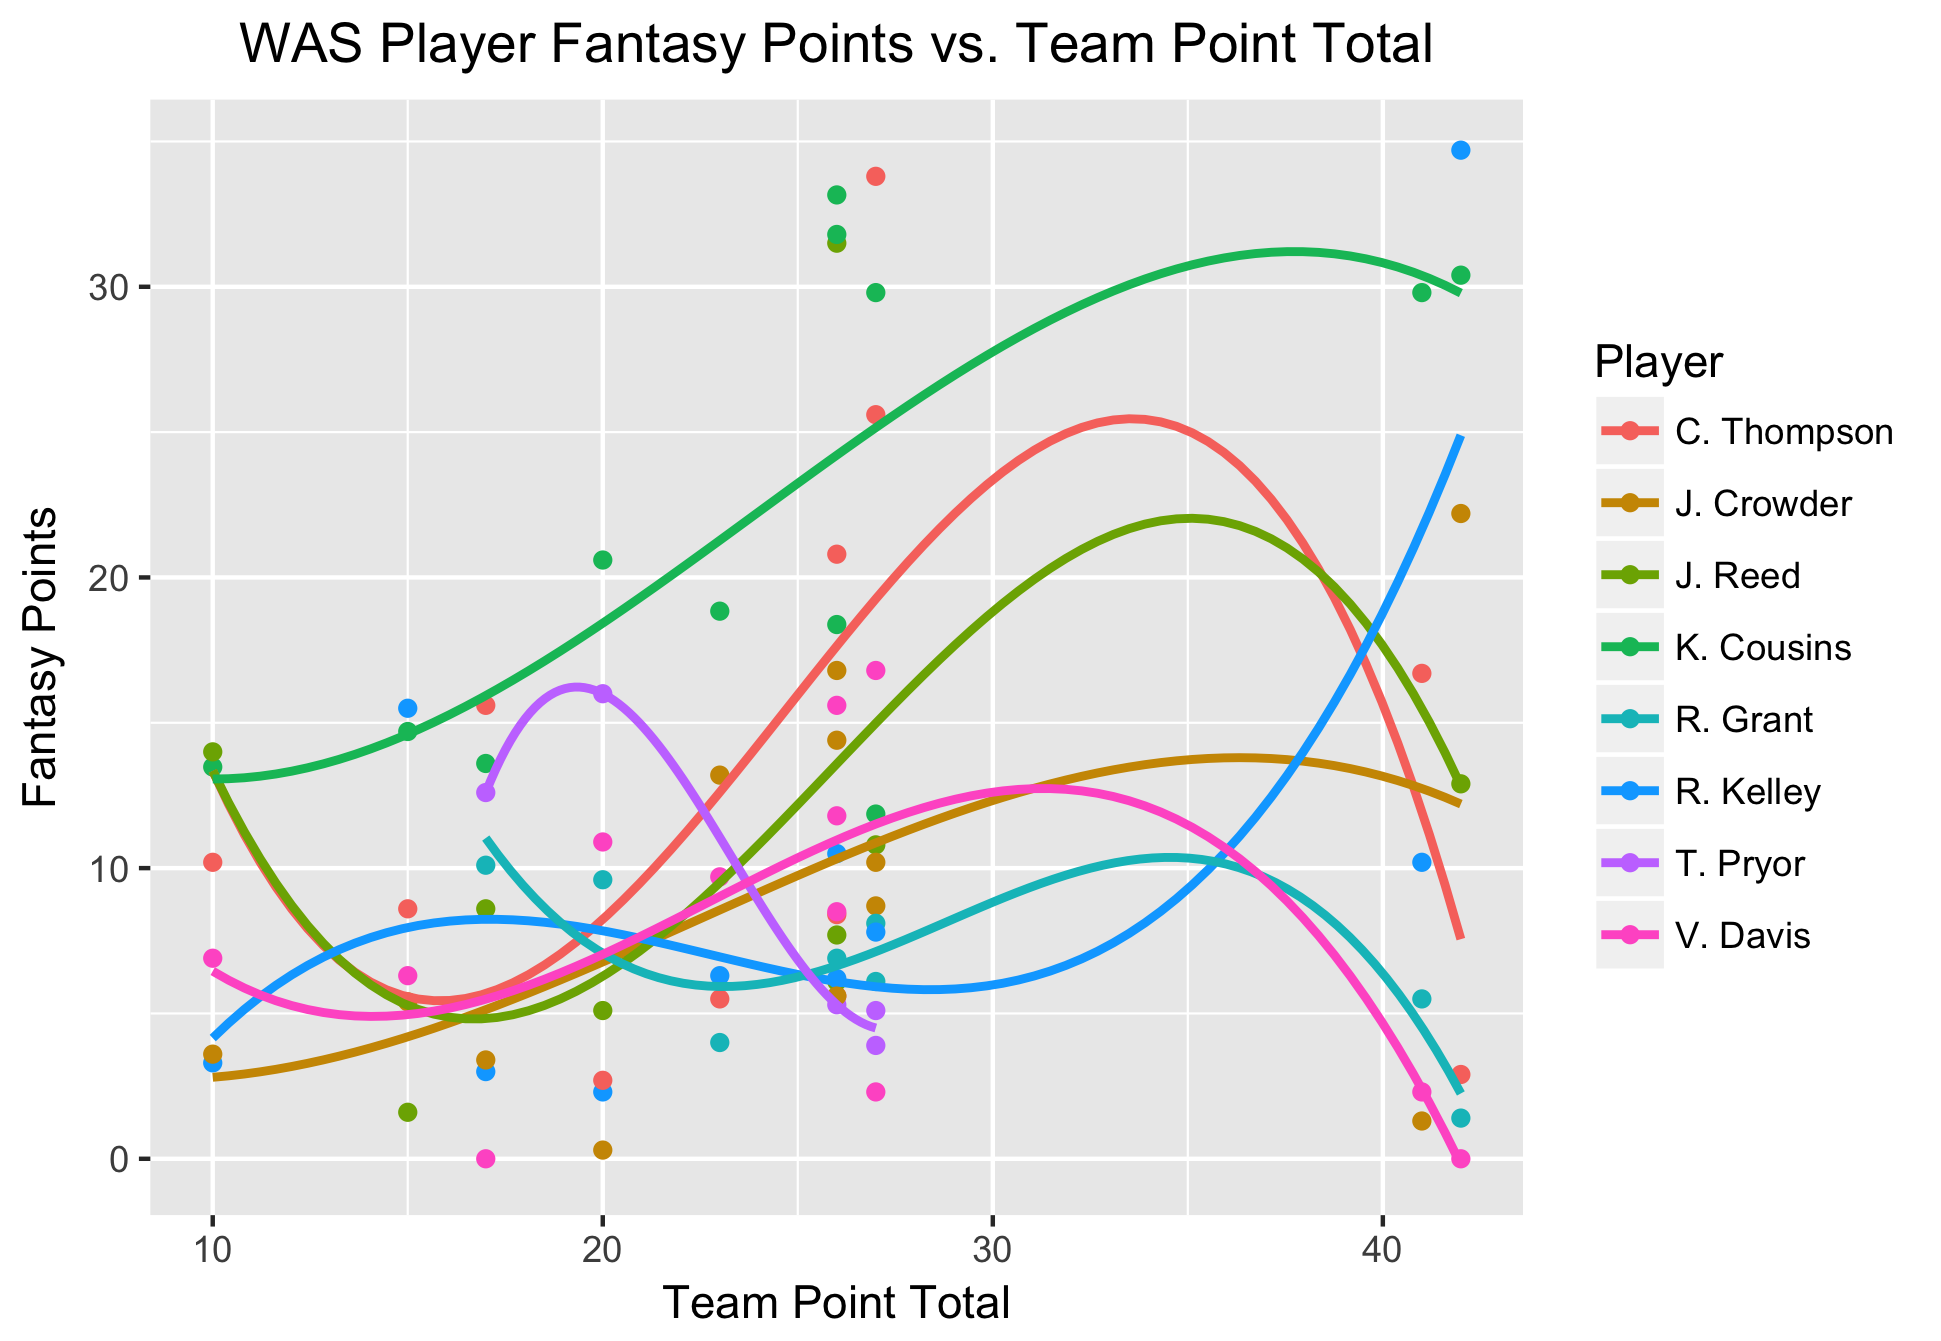 WAS Player Fantasy Points vs. Team Point Total
Fantasy Points
30
20
10
0
10 20 30 40
Team Point Total
Player
C. Thompson
J. Crowder
J. Reed
K. Cousins
R. Grant
R. Kelley
T. Pryor
V. Davis